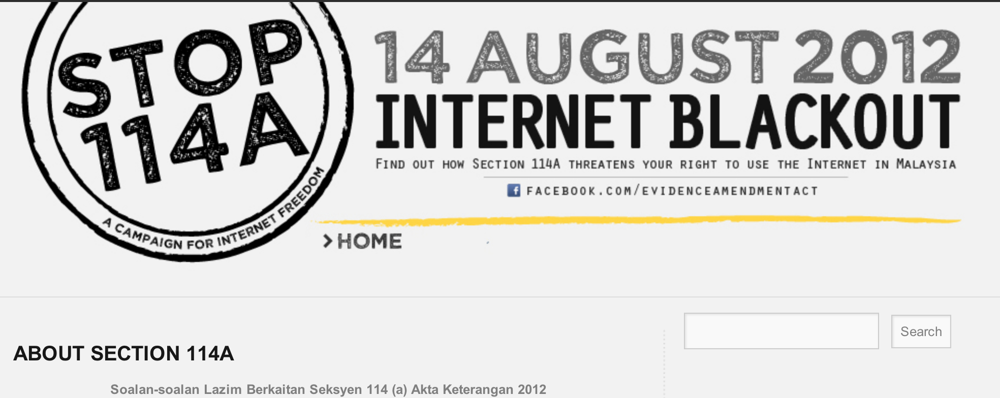 STOP
114A
A CAMPAIGN FOR INTERNET FREEDOM
14 AUGUST 2012
INTERNET BLACKOUT
FIND OUT HOW SECTION 114A THREATENS YOUR RIGHT TO USE THE INTERNET IN MALAYSIA
f FACEBOOK.COM/EVIDENCEAMENDMENTACT
> HOME
Search
ABOUT SECTION 114A
Soalan-soalan Lazim Berkaitan Seksyen 114 (a) Akta Keterangan 2012